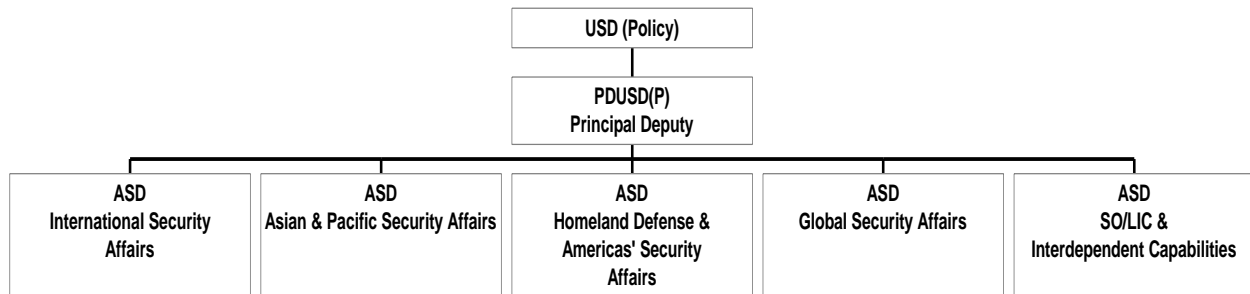 USD (Policy)
PDUSD(P)
Principal Deputy
ASD
International Security
Affairs
ASD
Asian & Pacific Security Affairs
ASD
Homeland Defense &
Americas' Security
Affairs
ASD
Global Security Affairs
ASD
SO/LIC &
Interdependent Capabilities